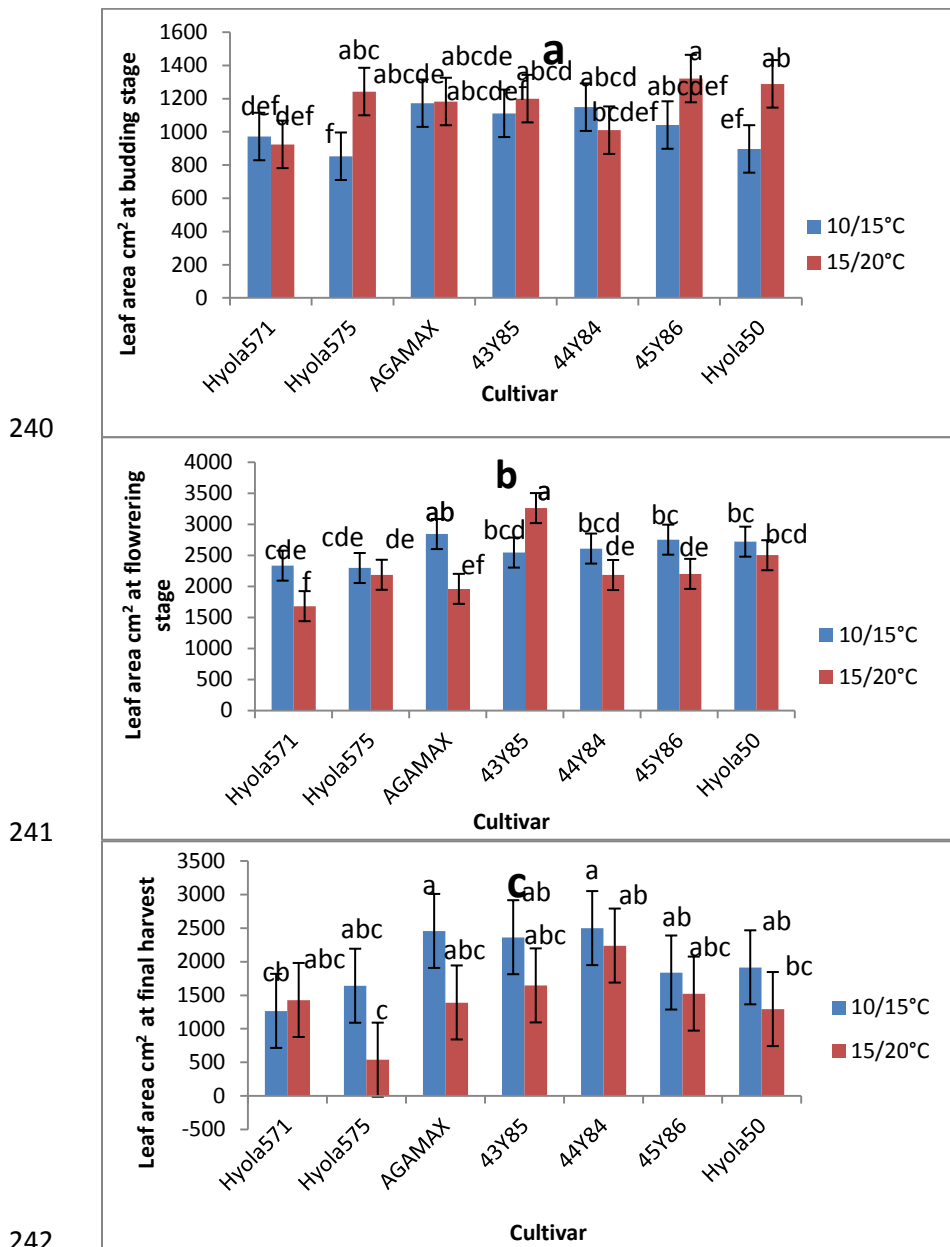 a
Leaf area cm² at budding stage
1600
1400
1200
1000
800
600
400
200
0
def
def
f
abc
abcde
abcde
abcdef
abcd
abcd
bcdef
abcdef
a
ef
ab
10/15°C
15/20°C
Hyola571
Hyola575
AGAMAX
43Y85
44Y84
45Y86
Hyola50
Cultivar
240
b
Leaf area cm² at flowrering
stage
4000
3500
3000
2500
2000
1500
1000
500
0
cde
f
cde
de
ab
ef
bcd
a
bcd
de
bc
de
bc
bcd
10/15°C
15/20°C
Hyola571
Hyola575
AGAMAX
43Y85
44Y84
45Y86
Hyola50
Cultivar
241
c
Leaf area cm² at final harvest
3500
3000
2500
2000
1500
1000
500
0
-500
cb
abc
abc
c
a
abc
ab
abc
a
ab
ab
abc
ab
bc
10/15°C
15/20°C
Hyola571
Hyola575
AGAMAX
43Y85
44Y84
45Y86
Hyola50
Cultivar
242